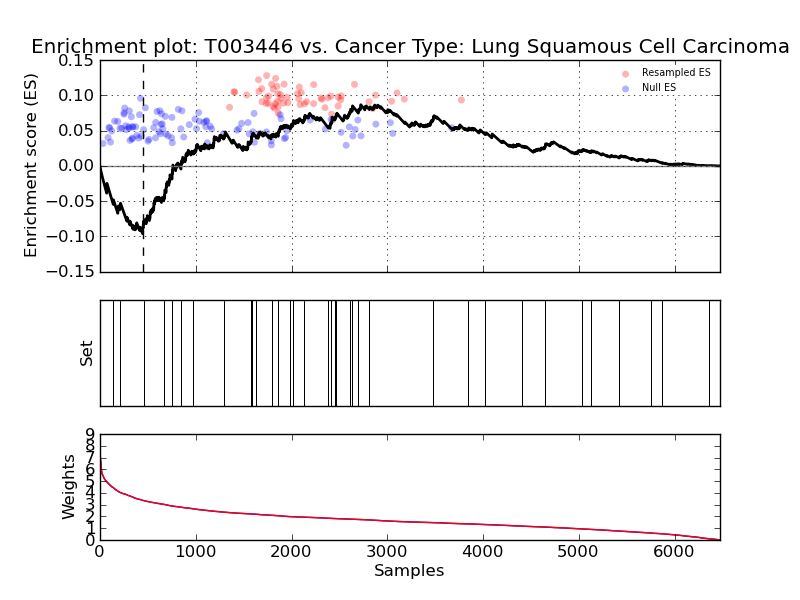 Enrichment plot: T003446 vs. Cancer Type: Lung Squamous Cell Carcinoma
Enrichment score (ES)
0.15
0.10
0.05
0.00
−0.05
−0.10
−0.15
Resampled ES
Null ES
Set
Weights
9
8
7
6
5
4
3
2
1
0
0 1000 2000 3000 4000 5000 6000
Samples